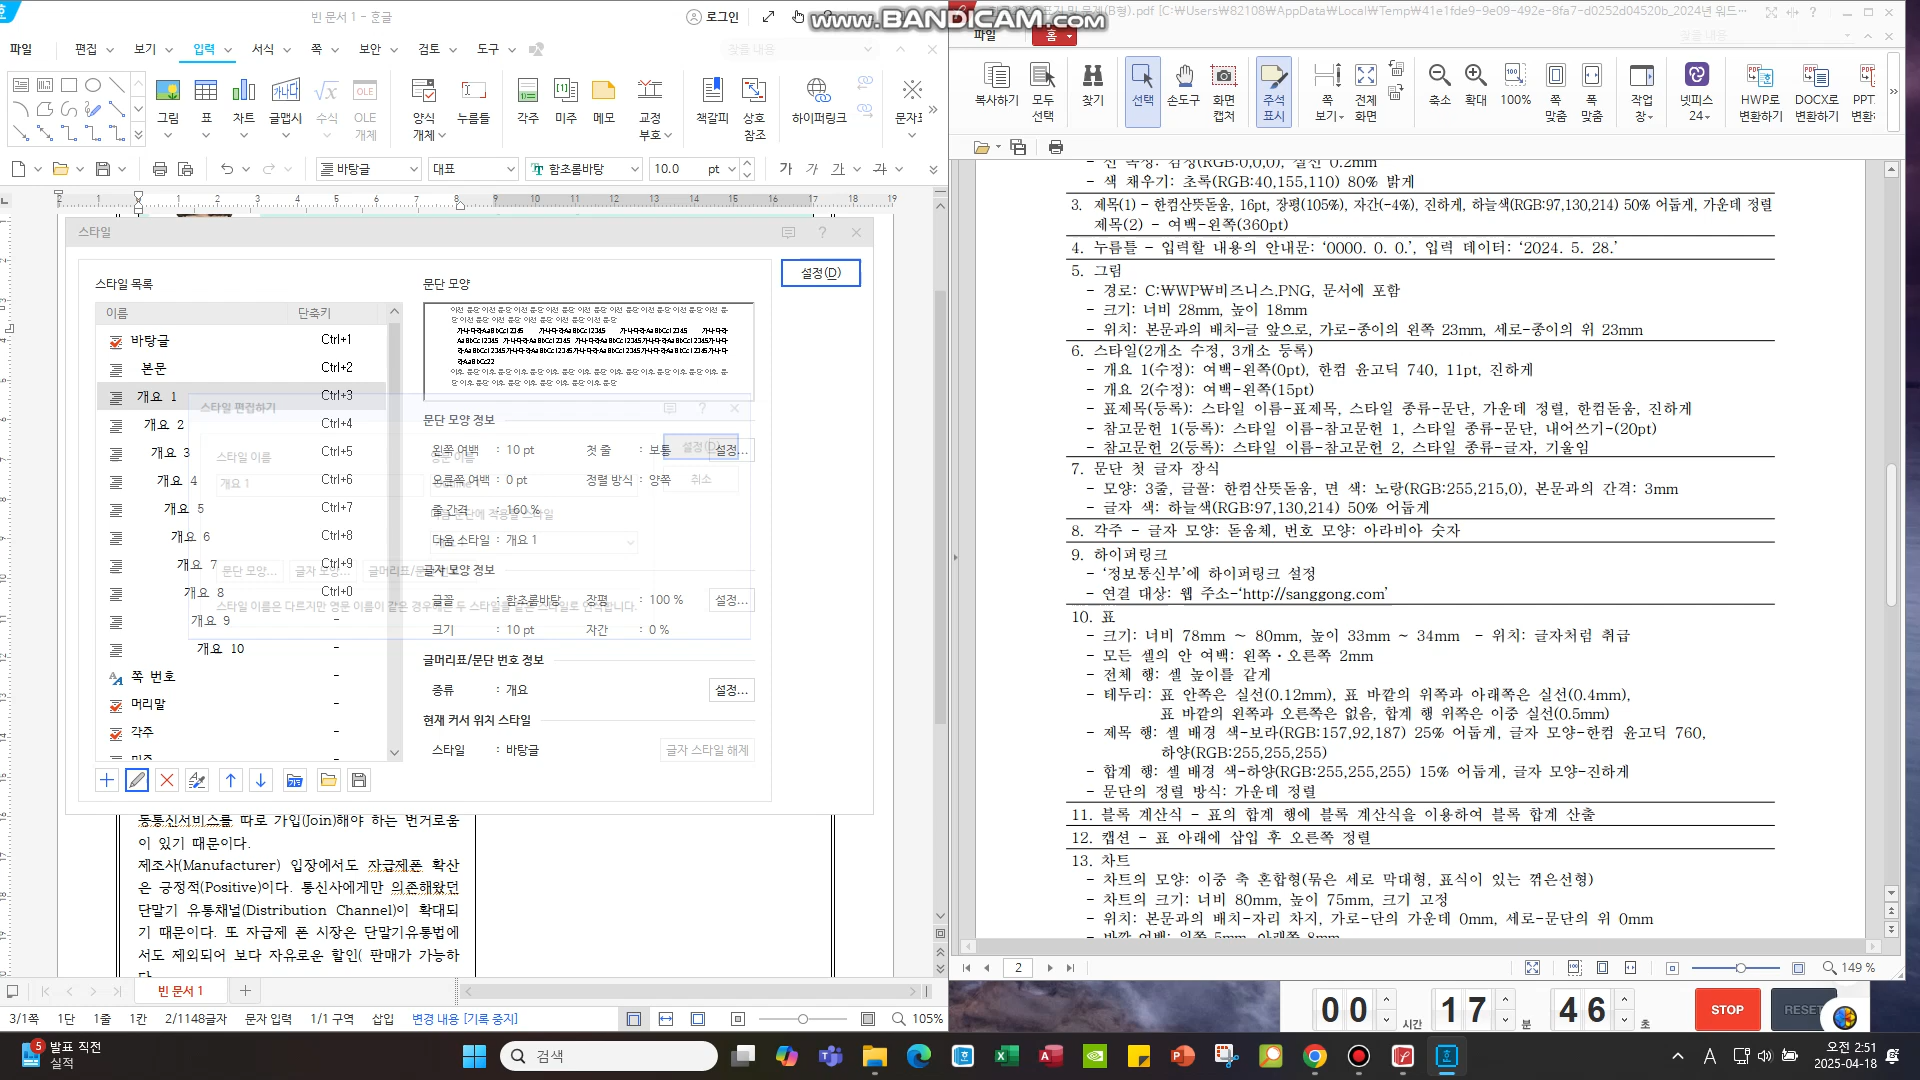 빈 문서 1 - 한글
로그인
www.BANDICAM.com
파일 편집 보기 입력 서식 쪽 보안 검토 도구
찾을 내용
그림 표 차트 글맵시 수식 OLE 개체 양식 개체 누름틀 각주 미주 메모 교정 부호 책갈피 상호 참조 하이퍼링크
바탕글 대표 함초롬바탕 10.0 pt
스타일
스타일 목록
이름 단축키
바탕글 Ctrl+1
본문 Ctrl+2
개요 1 Ctrl+3
개요 2 Ctrl+4
개요 3 Ctrl+5
개요 4 Ctrl+6
개요 5 Ctrl+7
개요 6 Ctrl+8
개요 7 Ctrl+9
개요 8 Ctrl+0
개요 9 -
개요 10 -
쪽 번호 -
머리말 -
각주 -
설정(D)
문단 모양
문단 모양 정보
왼쪽 여백 : 10 pt 첫 줄 : 보통 설정...
오른쪽 여백 : 0 pt 정렬 방식 : 양쪽
줄 간격 : 160 %
다음 스타일 : 개요 1
글자 모양 정보
글꼴 : 함초롬바탕 장평 : 100 % 설정...
크기 : 10 pt 자간 : 0 %
글머리표/문단 번호 정보
종류 : 개요 설정...
현재 커서 위치 스타일
스타일 : 바탕글 글자 스타일 해제
스타일 편집하기
스타일 이름
개요 1
취소
문단 모양... 글자 모양...
동통신서비스를 따로 가입(Join)해야 하는 번거로움
이 있기 때문이다.
제조사(Manufacturer) 입장에서도 자급제폰 확산
은 긍정적(Positive)이다. 통신사에게만 의존해왔던
단말기 유통채널(Distribution Channel)이 확대되
기 때문이다. 또 자급제 폰 시장은 단말기유통법에
서도 제외되어 보다 자유로운 할인( 판매가 가능하
빈 문서 1
3/1쪽 1단 1줄 1칸 2/1148글자 문자 입력 1/1 구역 삽입 변경 내용 [기록 중지] 105%
파일 홈
복사하기 모두 선택 찾기 선택 손도구 화면 캡처 주석 표시 쪽 보기 전체 화면 축소 확대 100% 쪽 맞춤 폭 맞춤 작업 창 넷피스 24 HWP로 변환하기 DOCX로 변환하기
- 선 속성: 검정(RGB:0,0,0), 실선 0.2mm
- 색 채우기: 초록(RGB:40,155,110) 80% 밝게
3. 제목(1) - 한컴산뜻돋움, 16pt, 장평(105%), 자간(-4%), 진하게, 하늘색(RGB:97,130,214) 50% 어둡게, 가운데 정렬
제목(2) - 여백-왼쪽(360pt)
4. 누름틀 - 입력할 내용의 안내문: ‘0000. 0. 0.’, 입력 데이터: ‘2024. 5. 28.’
5. 그림
- 경로: C:₩WP₩비즈니스.PNG, 문서에 포함
- 크기: 너비 28mm, 높이 18mm
- 위치: 본문과의 배치-글 앞으로, 가로-종이의 왼쪽 23mm, 세로-종이의 위 23mm
6. 스타일(2개소 수정, 3개소 등록)
- 개요 1(수정): 여백-왼쪽(0pt), 한컴 윤고딕 740, 11pt, 진하게
- 개요 2(수정): 여백-왼쪽(15pt)
- 표제목(등록): 스타일 이름-표제목, 스타일 종류-문단, 가운데 정렬, 한컴돋움, 진하게
- 참고문헌 1(등록): 스타일 이름-참고문헌 1, 스타일 종류-문단, 내어쓰기-(20pt)
- 참고문헌 2(등록): 스타일 이름-참고문헌 2, 스타일 종류-글자, 기울임
7. 문단 첫 글자 장식
- 모양: 3줄, 글꼴: 한컴산뜻돋움, 면 색: 노랑(RGB:255,215,0), 본문과의 간격: 3mm
- 글자 색: 하늘색(RGB:97,130,214) 50% 어둡게
8. 각주 - 글자 모양: 돋움체, 번호 모양: 아라비아 숫자
9. 하이퍼링크
- ‘정보통신부’에 하이퍼링크 설정
- 연결 대상: 웹 주소-‘http://sanggong.com’
10. 표
- 크기: 너비 78mm ~ 80mm, 높이 33mm ~ 34mm - 위치: 글자처럼 취급
- 모든 셀의 안 여백: 왼쪽·오른쪽 2mm
- 전체 행: 셀 높이를 같게
- 테두리: 표 안쪽은 실선(0.12mm), 표 바깥의 위쪽과 아래쪽은 실선(0.4mm),
표 바깥의 왼쪽과 오른쪽은 없음, 합계 행 위쪽은 이중 실선(0.5mm)
- 제목 행: 셀 배경 색-보라(RGB:157,92,187) 25% 어둡게, 글자 모양-한컴 윤고딕 760,
하양(RGB:255,255,255)
- 합계 행: 셀 배경 색-하양(RGB:255,255,255) 15% 어둡게, 글자 모양-진하게
- 문단의 정렬 방식: 가운데 정렬
11. 블록 계산식 - 표의 합계 행에 블록 계산식을 이용하여 블록 합계 산출
12. 캡션 - 표 아래에 삽입 후 오른쪽 정렬
13. 차트
- 차트의 모양: 이중 축 혼합형(묶은 세로 막대형, 표식이 있는 꺾은선형)
- 차트의 크기: 너비 80mm, 높이 75mm, 크기 고정
- 위치: 본문과의 배치-자리 차지, 가로-단의 가운데 0mm, 세로-문단의 위 0mm
- 바깥 여백: 왼쪽 5mm, 아래쪽 8mm
2 149 %
00 시간 17 분 46 초 STOP RESET
5 발표 직전
실적
검색
A 오전 2:51
2025-04-18